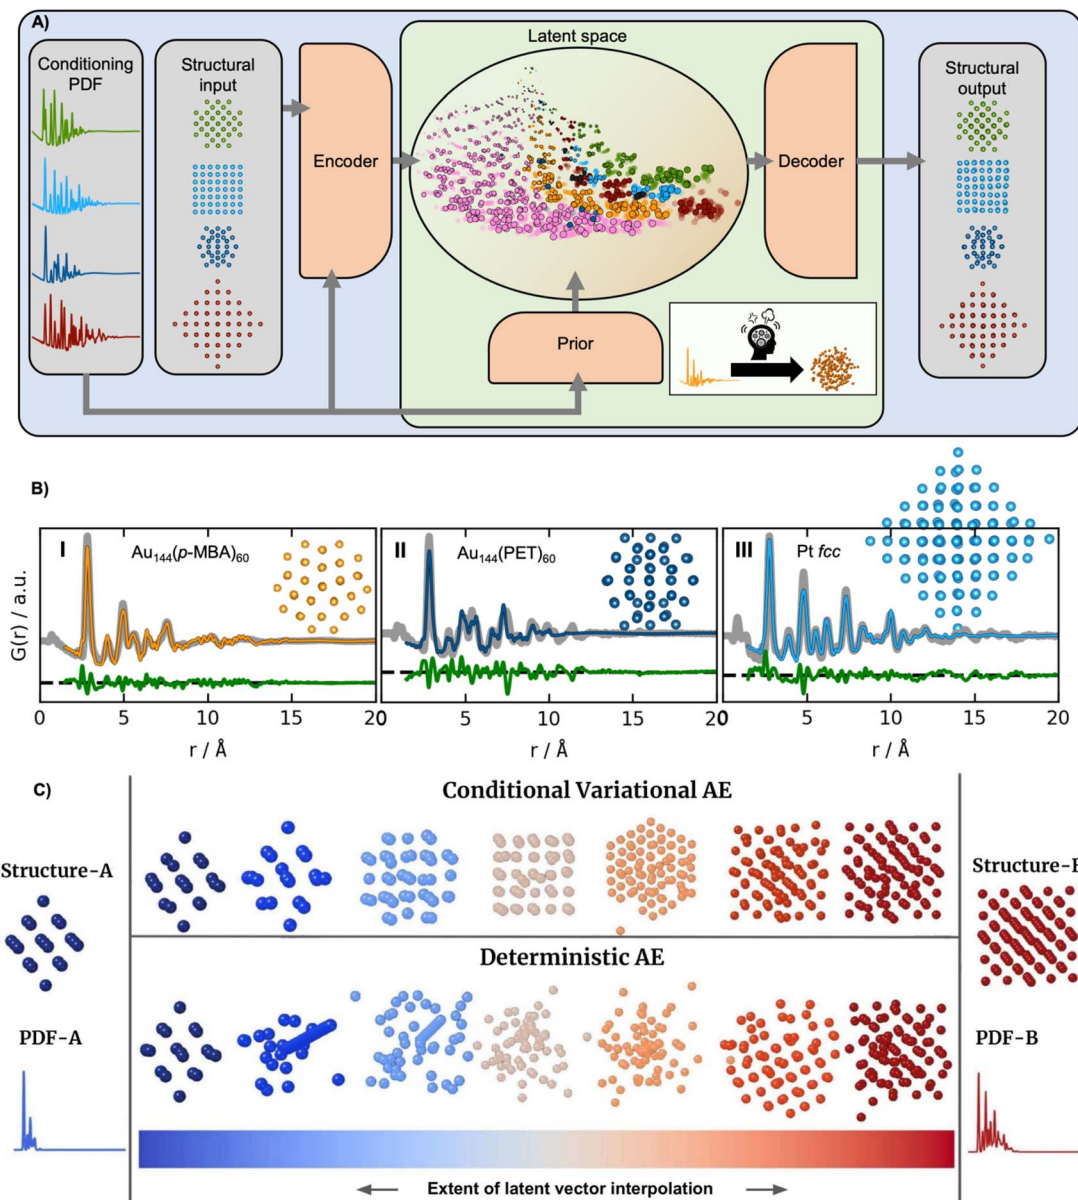 A)
Conditioning
PDF
Structural
input
Encoder
Latent space
Prior
Decoder
Structural
output
B)
G(r) / a.u.
I
Au₁₄₄(p-MBA)₆₀
0 5 10 15 20
r / Å
II
Au₁₄₄(PET)₆₀
5 10 15 20
r / Å
III
Pt fcc
0 5 10 15 20
r / Å
C)
Conditional Variational AE
Structure-A
Structure-B
Deterministic AE
PDF-A
PDF-B
Extent of latent vector interpolation